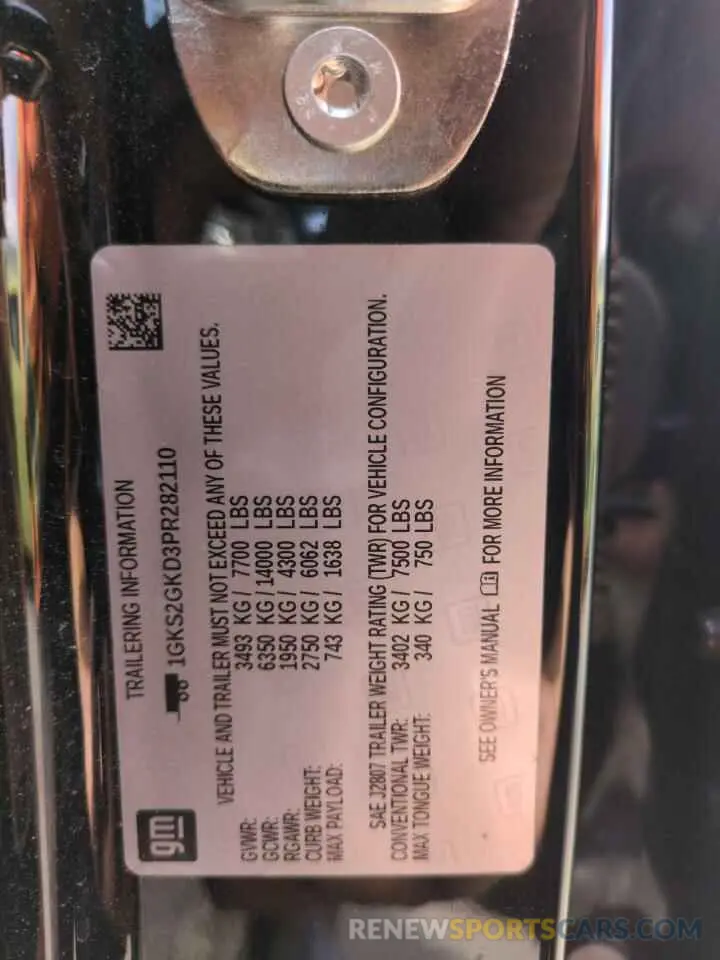 gm
TRAILERING INFORMATION
1GKS2GKD3PR282110
VEHICLE AND TRAILER MUST NOT EXCEED ANY OF THESE VALUES.
GVWR: 3493 KG/ 7700 LBS
GCWR: 6350 KG/14000 LBS
RGAWR: 1950 KG/ 4300 LBS
CURB WEIGHT: 2750 KG/ 6062 LBS
MAX PAYLOAD: 743 KG/ 1638 LBS
SAE J2807 TRAILER WEIGHT RATING (TWR) FOR VEHICLE CONFIGURATION.
CONVENTIONAL TWR: 3402 KG/ 7500 LBS
MAX TONGUE WEIGHT: 340 KG/ 750 LBS
SEE OWNER'S MANUAL FOR MORE INFORMATION
RENEWSPORTSCARS.COM